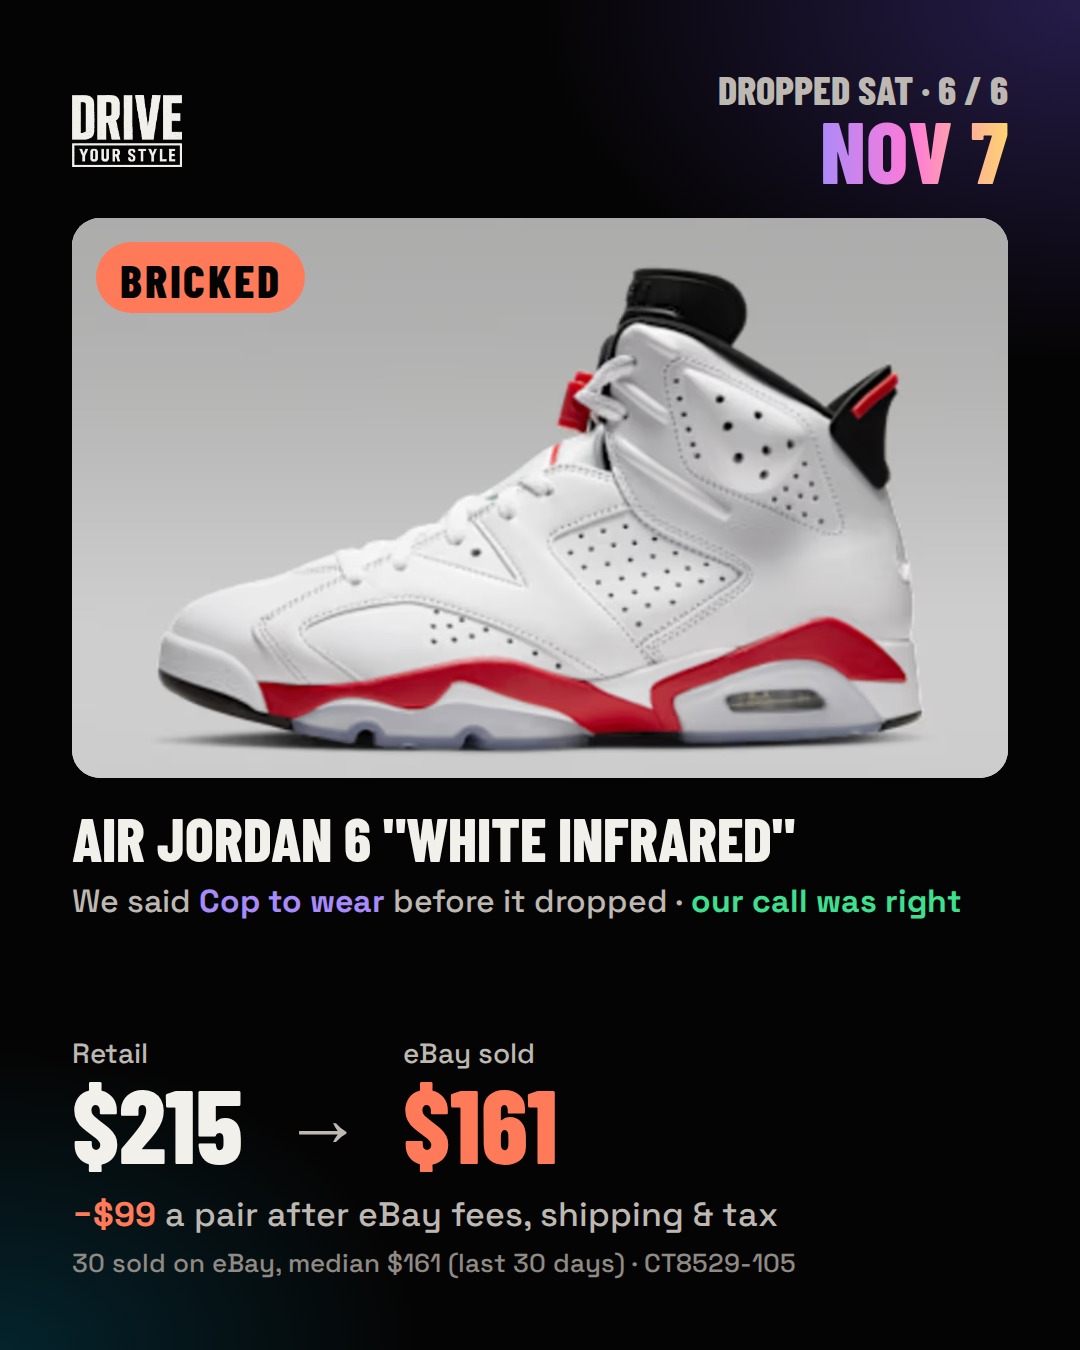 DRIVE
YOUR STYLE
DROPPED SAT · 6 / 6
NOV 7
BRICKED
AIR JORDAN 6 "WHITE INFRARED"
We said Cop to wear before it dropped · our call was right
Retail
eBay sold
$215 → $161
-$99 a pair after eBay fees, shipping & tax
30 sold on eBay, median $161 (last 30 days) · CT8529-105